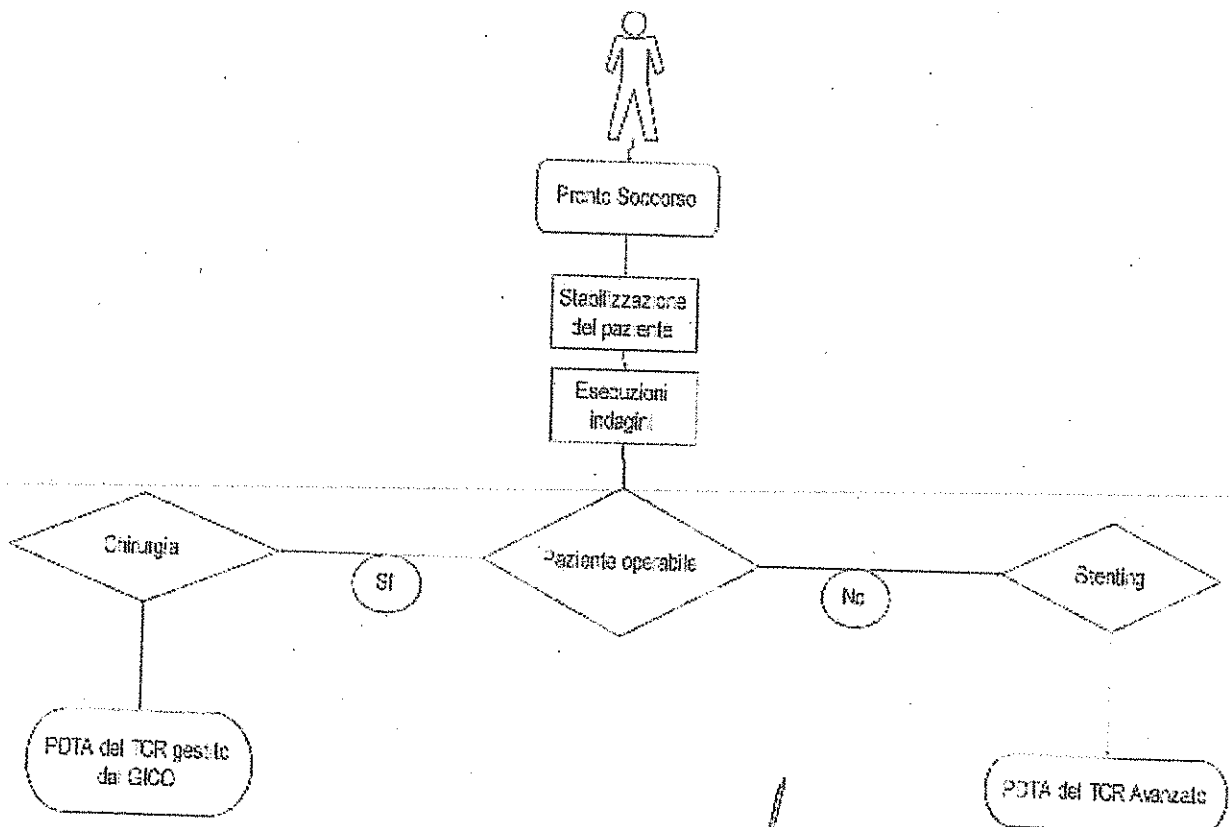 Pronto Soccorso
Stabilizzazione
del paziente
Esecuzioni
indagini
Chirurgia
Si
Paziente operabile
No
Stenting
PDTA del TCR gestito
dal GICO
PDTA del TCR Avanzato